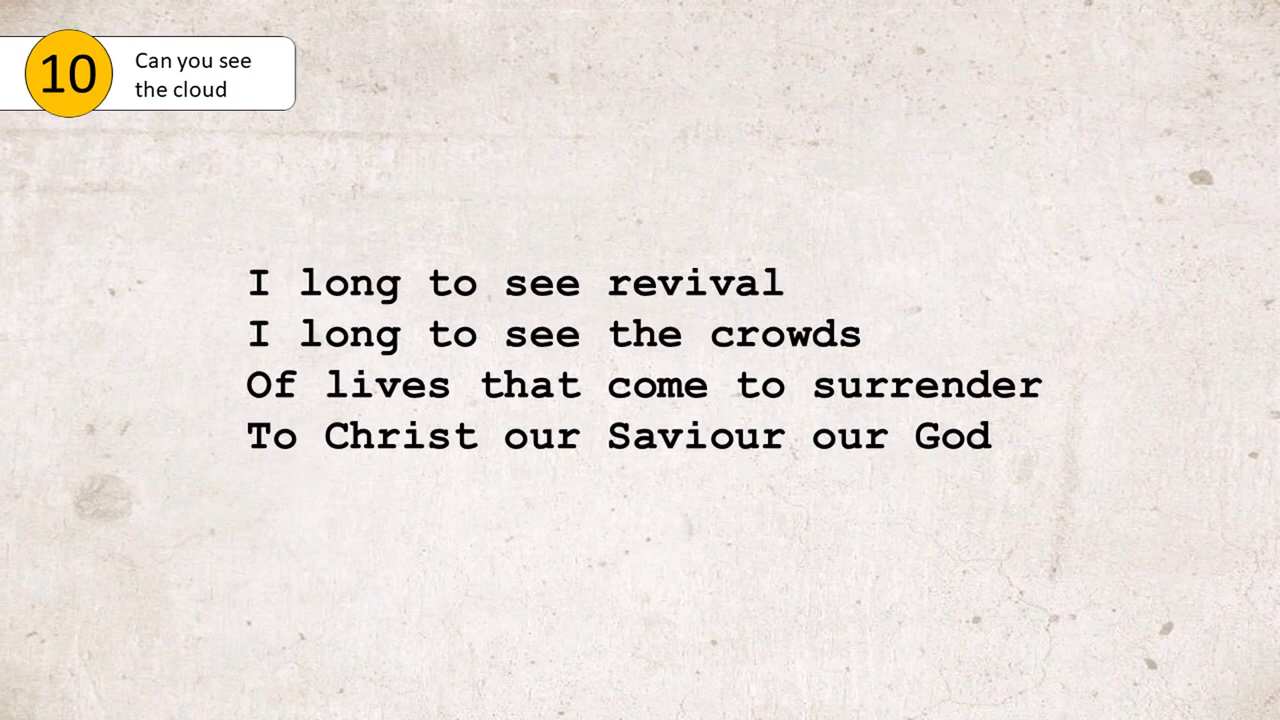 10
Can you see
the cloud
I long to see revival
I long to see the crowds
Of lives that come to surrender
To Christ our Saviour our God